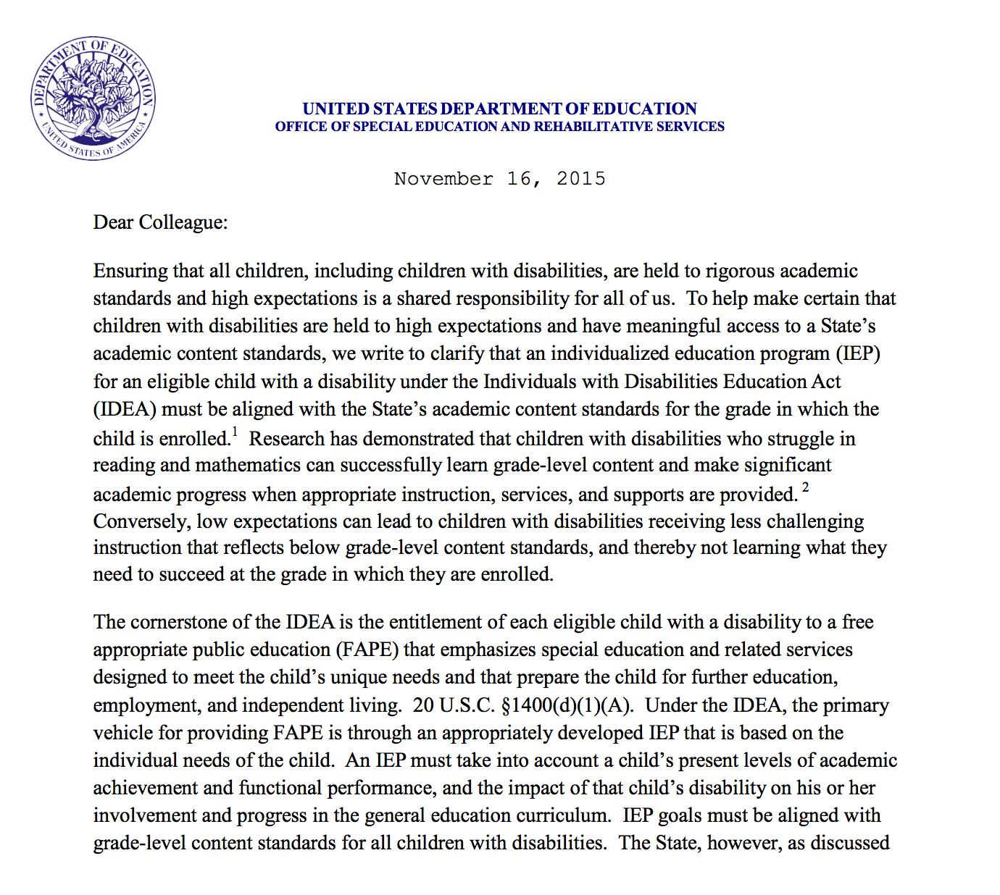 DEPARTMENT OF EDUCATION
UNITED STATES OF AMERICA
UNITED STATES DEPARTMENT OF EDUCATION
OFFICE OF SPECIAL EDUCATION AND REHABILITATIVE SERVICES
November 16, 2015
Dear Colleague:
Ensuring that all children, including children with disabilities, are held to rigorous academic
standards and high expectations is a shared responsibility for all of us.  To help make certain that
children with disabilities are held to high expectations and have meaningful access to a State’s
academic content standards, we write to clarify that an individualized education program (IEP)
for an eligible child with a disability under the Individuals with Disabilities Education Act
(IDEA) must be aligned with the State’s academic content standards for the grade in which the
child is enrolled.¹  Research has demonstrated that children with disabilities who struggle in
reading and mathematics can successfully learn grade-level content and make significant
academic progress when appropriate instruction, services, and supports are provided. ²
Conversely, low expectations can lead to children with disabilities receiving less challenging
instruction that reflects below grade-level content standards, and thereby not learning what they
need to succeed at the grade in which they are enrolled.
The cornerstone of the IDEA is the entitlement of each eligible child with a disability to a free
appropriate public education (FAPE) that emphasizes special education and related services
designed to meet the child’s unique needs and that prepare the child for further education,
employment, and independent living.  20 U.S.C. §1400(d)(1)(A).  Under the IDEA, the primary
vehicle for providing FAPE is through an appropriately developed IEP that is based on the
individual needs of the child.  An IEP must take into account a child’s present levels of academic
achievement and functional performance, and the impact of that child’s disability on his or her
involvement and progress in the general education curriculum.  IEP goals must be aligned with
grade-level content standards for all children with disabilities.  The State, however, as discussed